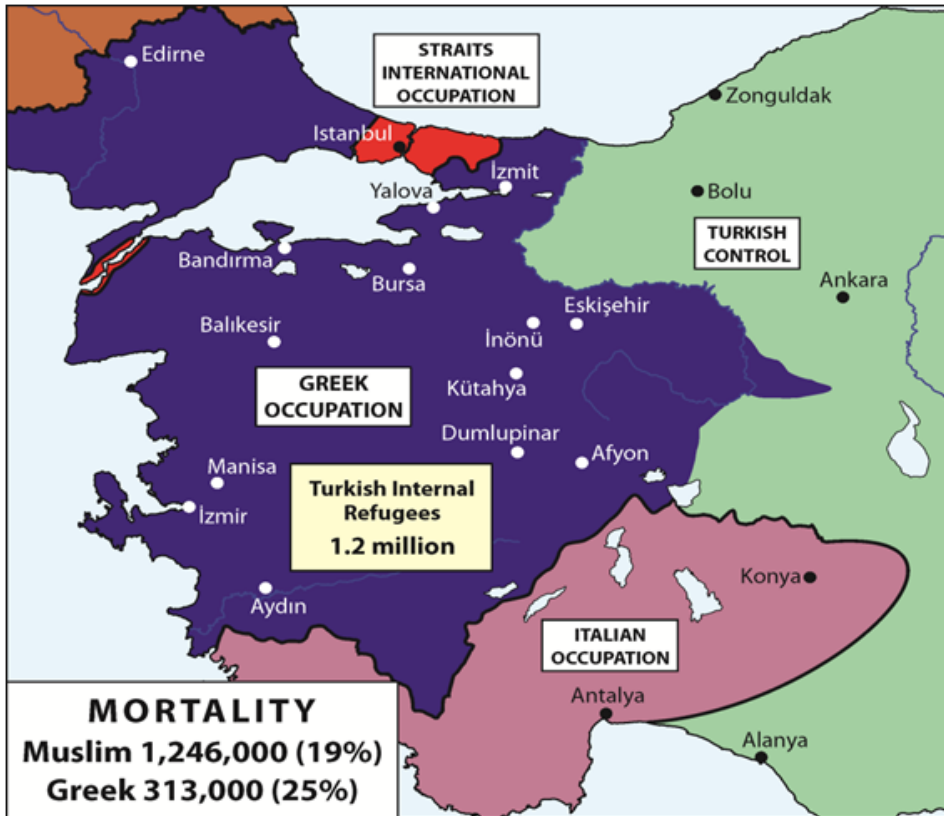 Edirne
STRAITS
INTERNATIONAL
OCCUPATION
Zonguldak
Istanbul
İzmit
Yalova
Bolu
TURKISH
CONTROL
Bandırma
Bursa
Ankara
Eskişehir
Balıkesir
İnönü
GREEK
OCCUPATION
Kütahya
Dumlupinar
Afyon
Manisa
Turkish Internal
Refugees
1.2 million
İzmir
Konya
Aydın
ITALIAN
OCCUPATION
Antalya
Alanya
MORTALITY
Muslim 1,246,000 (19%)
Greek 313,000 (25%)